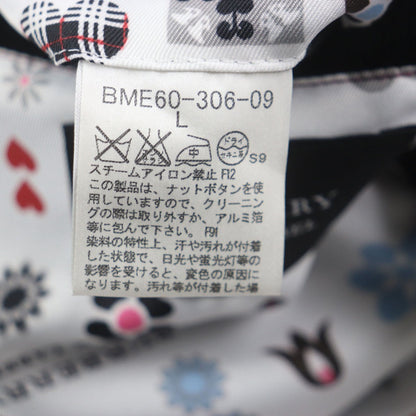 BME60-306-09
L
ドライ
S9
スチームアイロン禁止 F12
この製品は、ナットボタンを使
用していますので、クリーニン
グの際は取り外すか、アルミ箔
等に包んで下さい。 F91
染料の特性上、汗や汚れが付着
した状態で、日光や蛍光灯等の
影響を受けると、変色の原因に
なります。汚れ等が付着した場